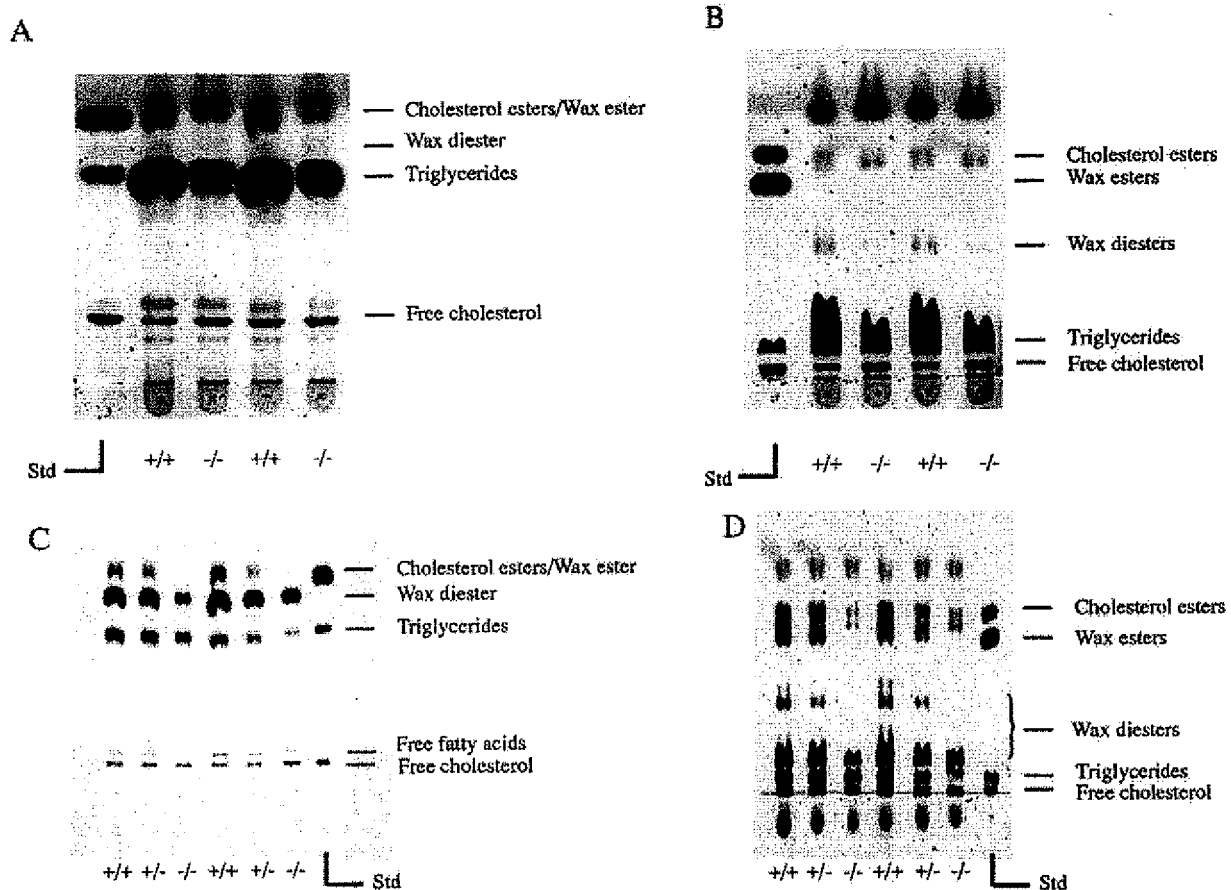 A
Cholesterol esters/Wax ester
Wax diester
Triglycerides
Free cholesterol
Std
+/+ -/- +/+ -/-
B
Cholesterol esters
Wax esters
Wax diesters
Triglycerides
Free cholesterol
Std
+/+ -/- +/+ -/-
C
Cholesterol esters/Wax ester
Wax diester
Triglycerides
Free fatty acids
Free cholesterol
+/+ +/- -/- +/+ +/- -/-
Std
D
Cholesterol esters
Wax esters
Wax diesters
Triglycerides
Free cholesterol
+/+ +/- -/- +/+ +/- -/-
Std